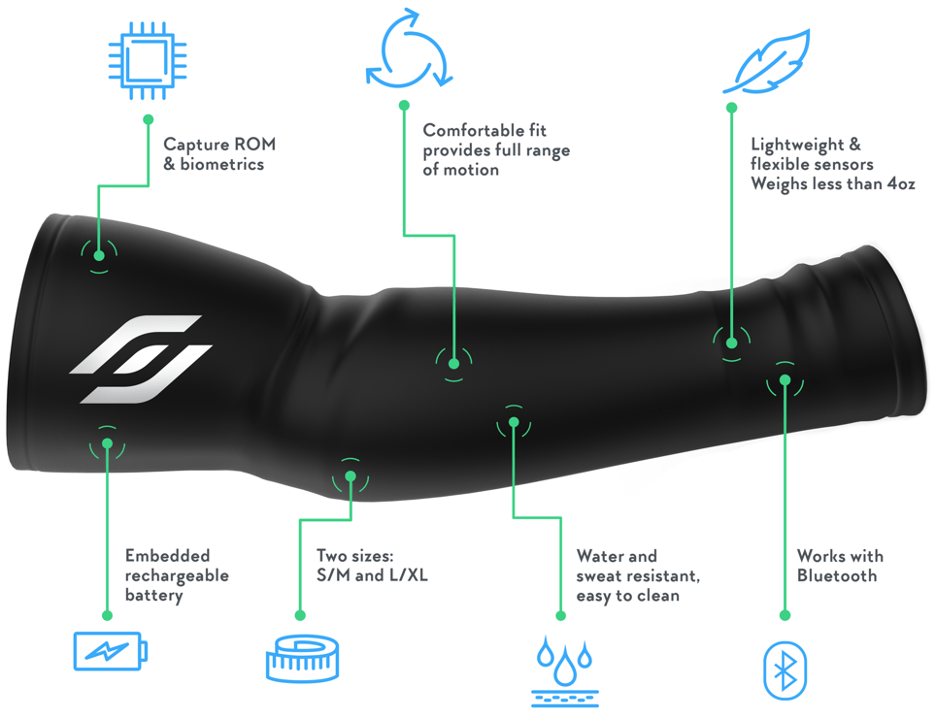 Capture ROM
& biometrics
Comfortable fit
provides full range
of motion
Lightweight &
flexible sensors
Weighs less than 4oz
Embedded
rechargeable
battery
Two sizes:
S/M and L/XL
Water and
sweat resistant,
easy to clean
Works with
Bluetooth